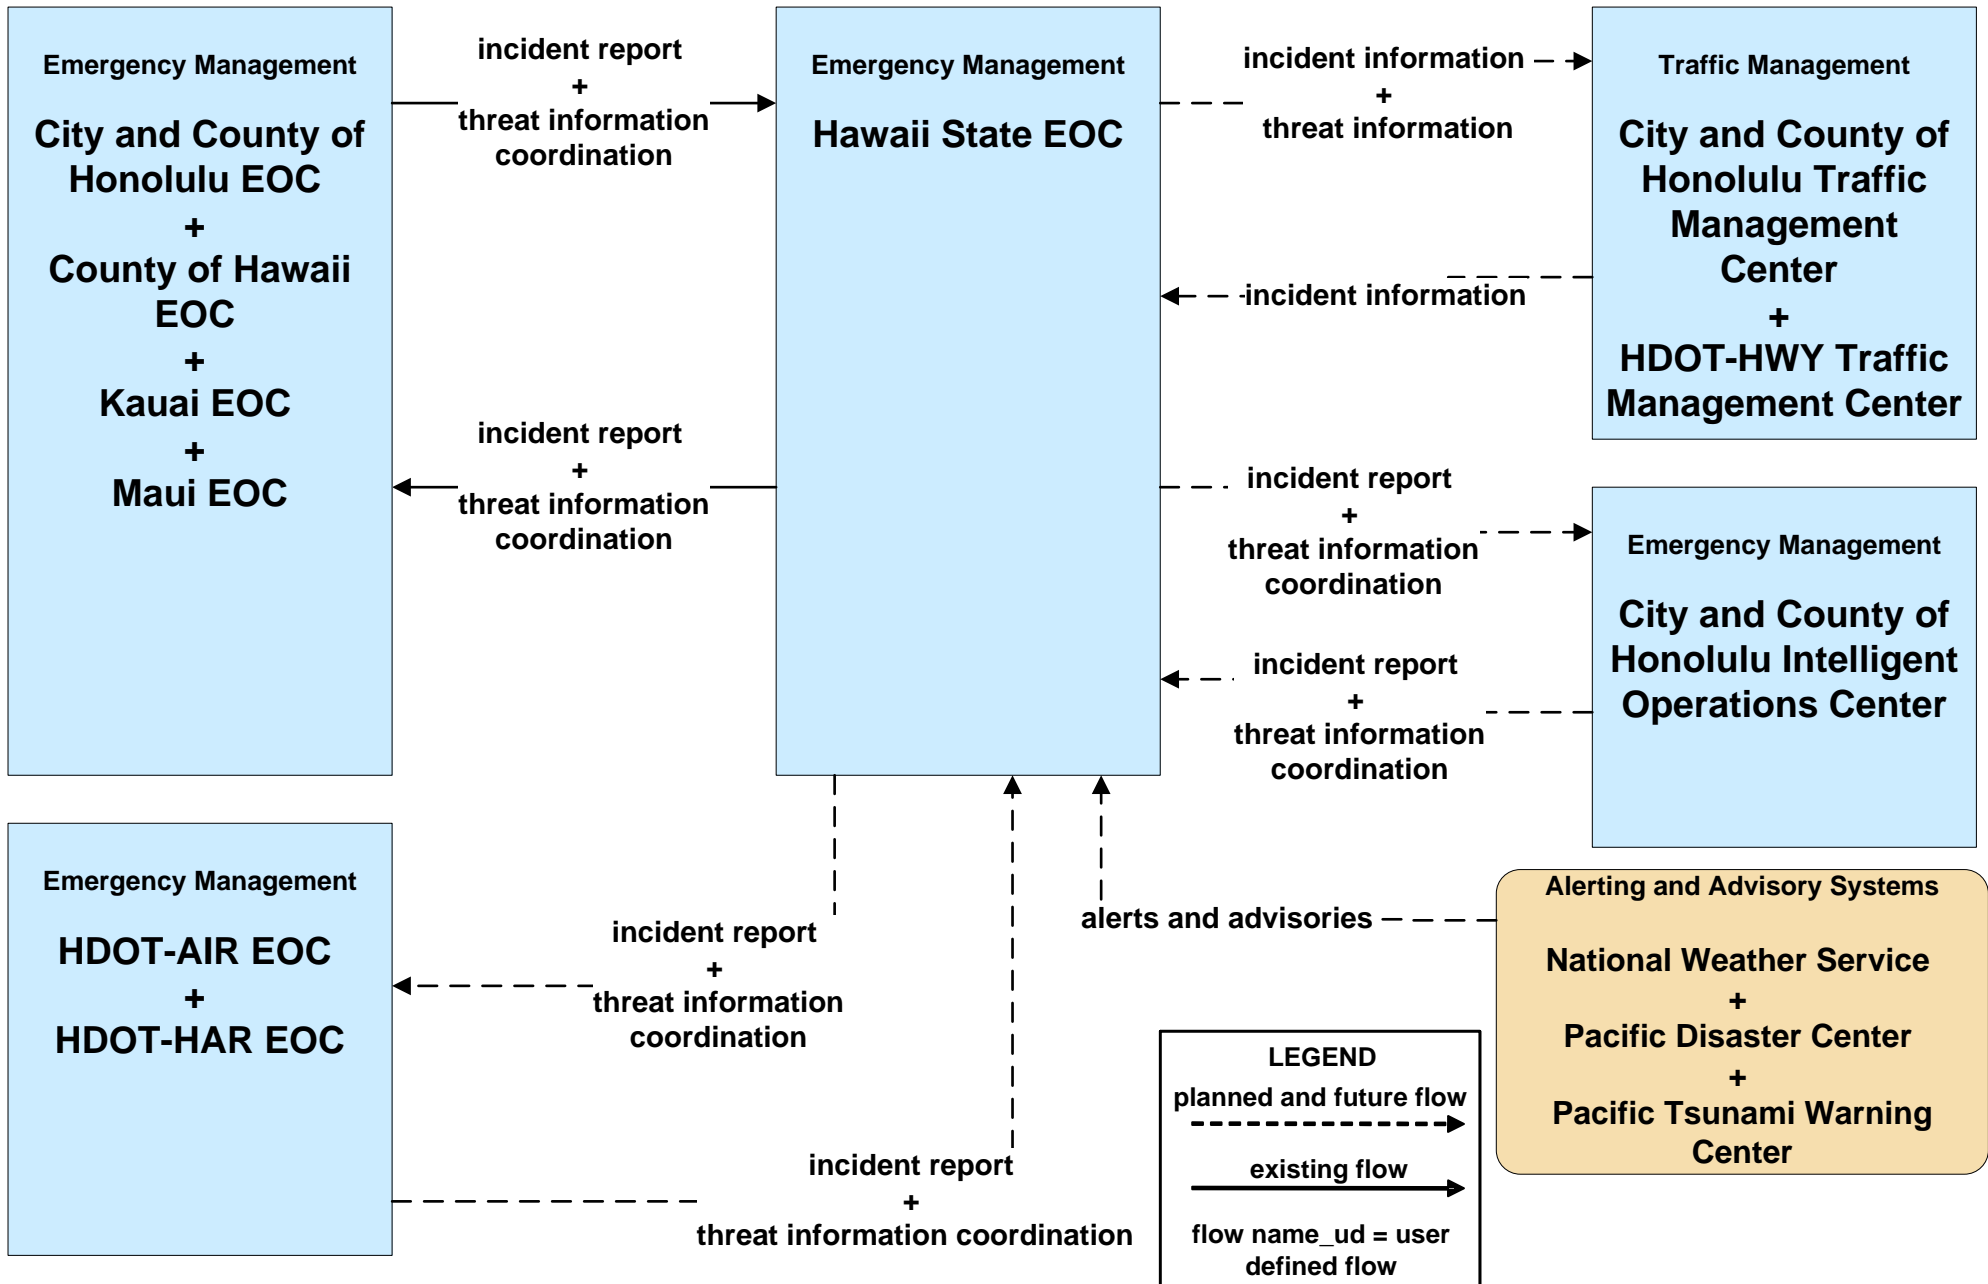 Emergency Management
City and County of
Honolulu EOC
+
County of Hawaii
EOC
+
Kauai EOC
+
Maui EOC
incident report
+
threat information
coordination
incident report
+
threat information
coordination
Emergency Management
Hawaii State EOC
incident information
+
threat information
incident information
Traffic Management
City and County of
Honolulu Traffic
Management
Center
+
HDOT-HWY Traffic
Management Center
incident report
+
threat information
coordination
incident report
+
threat information
coordination
Emergency Management
City and County of
Honolulu Intelligent
Operations Center
Emergency Management
HDOT-AIR EOC
+
HDOT-HAR EOC
incident report
+
threat information
coordination
incident report
+
threat information coordination
alerts and advisories
Alerting and Advisory Systems
National Weather Service
+
Pacific Disaster Center
+
Pacific Tsunami Warning
Center
LEGEND
planned and future flow
existing flow
flow name_ud = user
defined flow